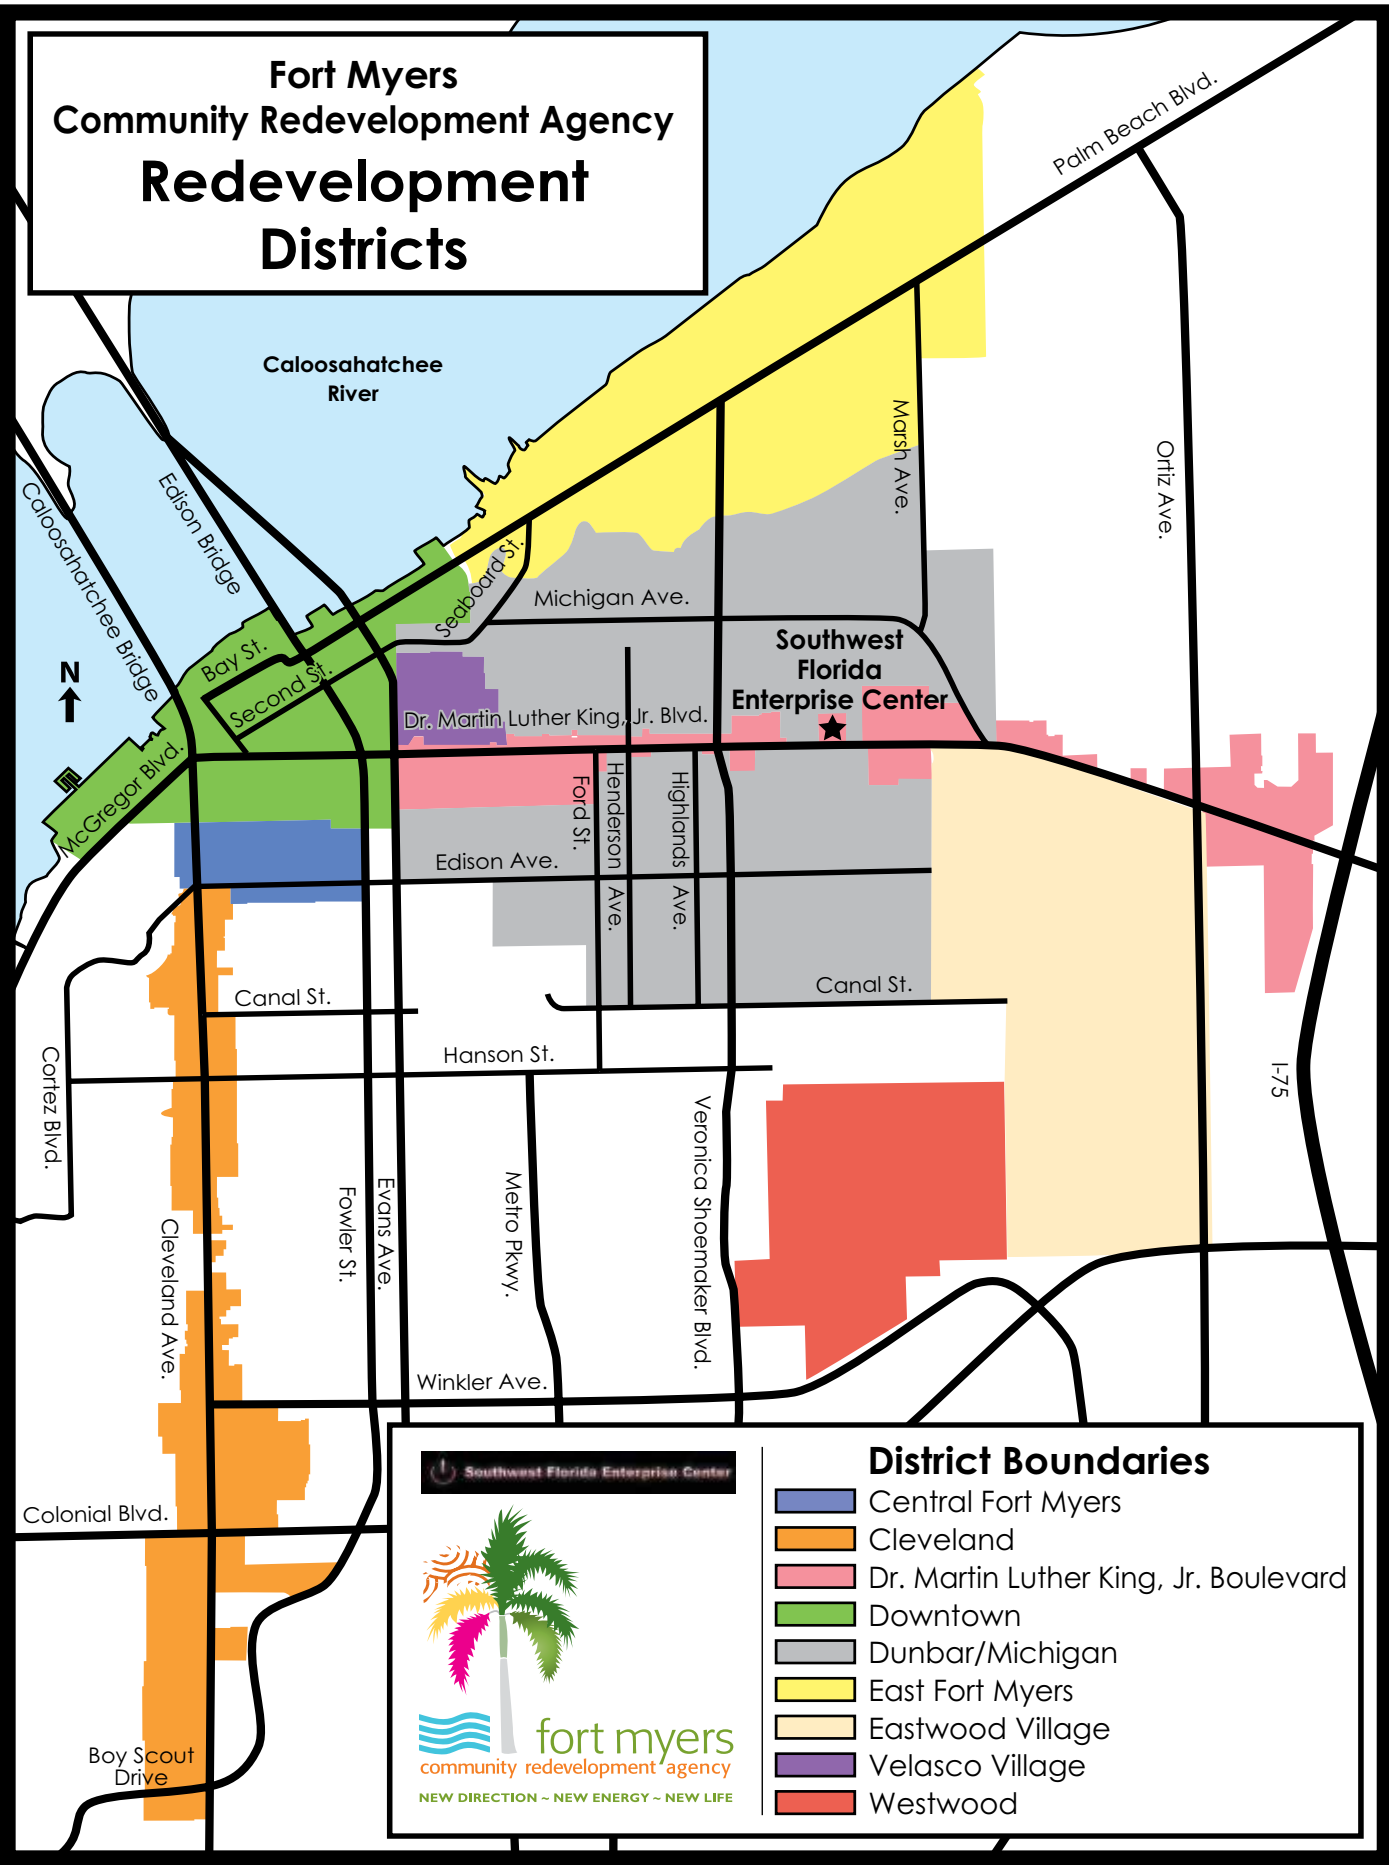 Fort Myers
Community Redevelopment Agency
Redevelopment
Districts
Palm Beach Blvd.
Caloosahatchee
River
Marsh Ave.
Ortiz Ave.
Caloosahatchee Bridge
Edison Bridge
Seaboard St.
Michigan Ave.
Southwest
Florida
Enterprise Center
N
Bay St.
Second St.
Dr. Martin Luther King, Jr. Blvd.
McGregor Blvd.
Ford St.
Henderson Ave.
Highlands Ave.
Edison Ave.
Canal St.
Canal St.
Hanson St.
Cortez Blvd.
I-75
Veronica Shoemaker Blvd.
Metro Pkwy.
Evans Ave.
Fowler St.
Cleveland Ave.
Winkler Ave.
Colonial Blvd.
Boy Scout
Drive
Southwest Florida Enterprise Center
fort myers
community redevelopment agency
NEW DIRECTION ~ NEW ENERGY ~ NEW LIFE
District Boundaries
Central Fort Myers
Cleveland
Dr. Martin Luther King, Jr. Boulevard
Downtown
Dunbar/Michigan
East Fort Myers
Eastwood Village
Velasco Village
Westwood